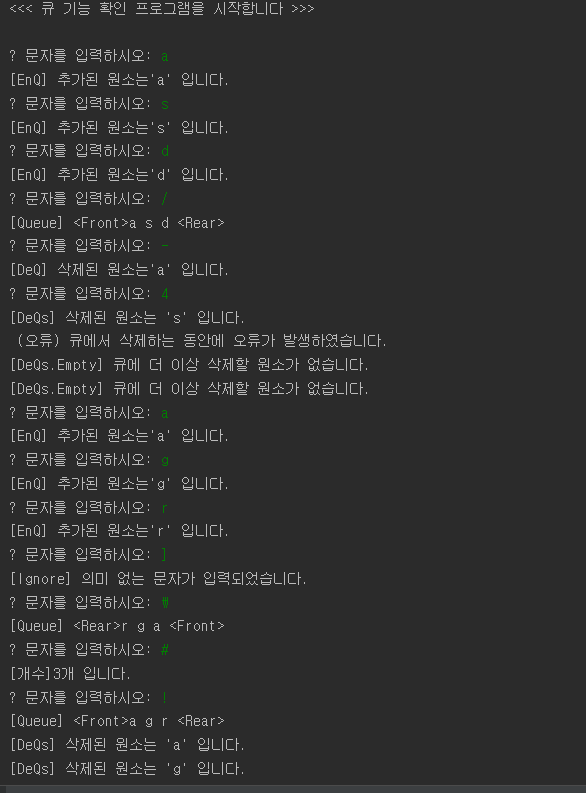 <<< 큐 기능 확인 프로그램을 시작합니다 >>>
? 문자를 입력하시오: a
[EnQ] 추가된 원소는'a' 입니다.
? 문자를 입력하시오: s
[EnQ] 추가된 원소는's' 입니다.
? 문자를 입력하시오: d
[EnQ] 추가된 원소는'd' 입니다.
? 문자를 입력하시오: /
[Queue] <Front>a s d <Rear>
? 문자를 입력하시오: -
[DeQ] 삭제된 원소는'a' 입니다.
? 문자를 입력하시오: 4
[DeQs] 삭제된 원소는 's' 입니다.
(오류) 큐에서 삭제하는 동안에 오류가 발생하였습니다.
[DeQs.Empty] 큐에 더 이상 삭제할 원소가 없습니다.
[DeQs.Empty] 큐에 더 이상 삭제할 원소가 없습니다.
? 문자를 입력하시오: a
[EnQ] 추가된 원소는'a' 입니다.
? 문자를 입력하시오: g
[EnQ] 추가된 원소는'g' 입니다.
? 문자를 입력하시오: r
[EnQ] 추가된 원소는'r' 입니다.
? 문자를 입력하시오: ]
[Ignore] 의미 없는 문자가 입력되었습니다.
? 문자를 입력하시오: ₩
[Queue] <Rear>r g a <Front>
? 문자를 입력하시오: #
[개수]3개 입니다.
? 문자를 입력하시오: !
[Queue] <Front>a g r <Rear>
[DeQs] 삭제된 원소는 'a' 입니다.
[DeQs] 삭제된 원소는 'g' 입니다.